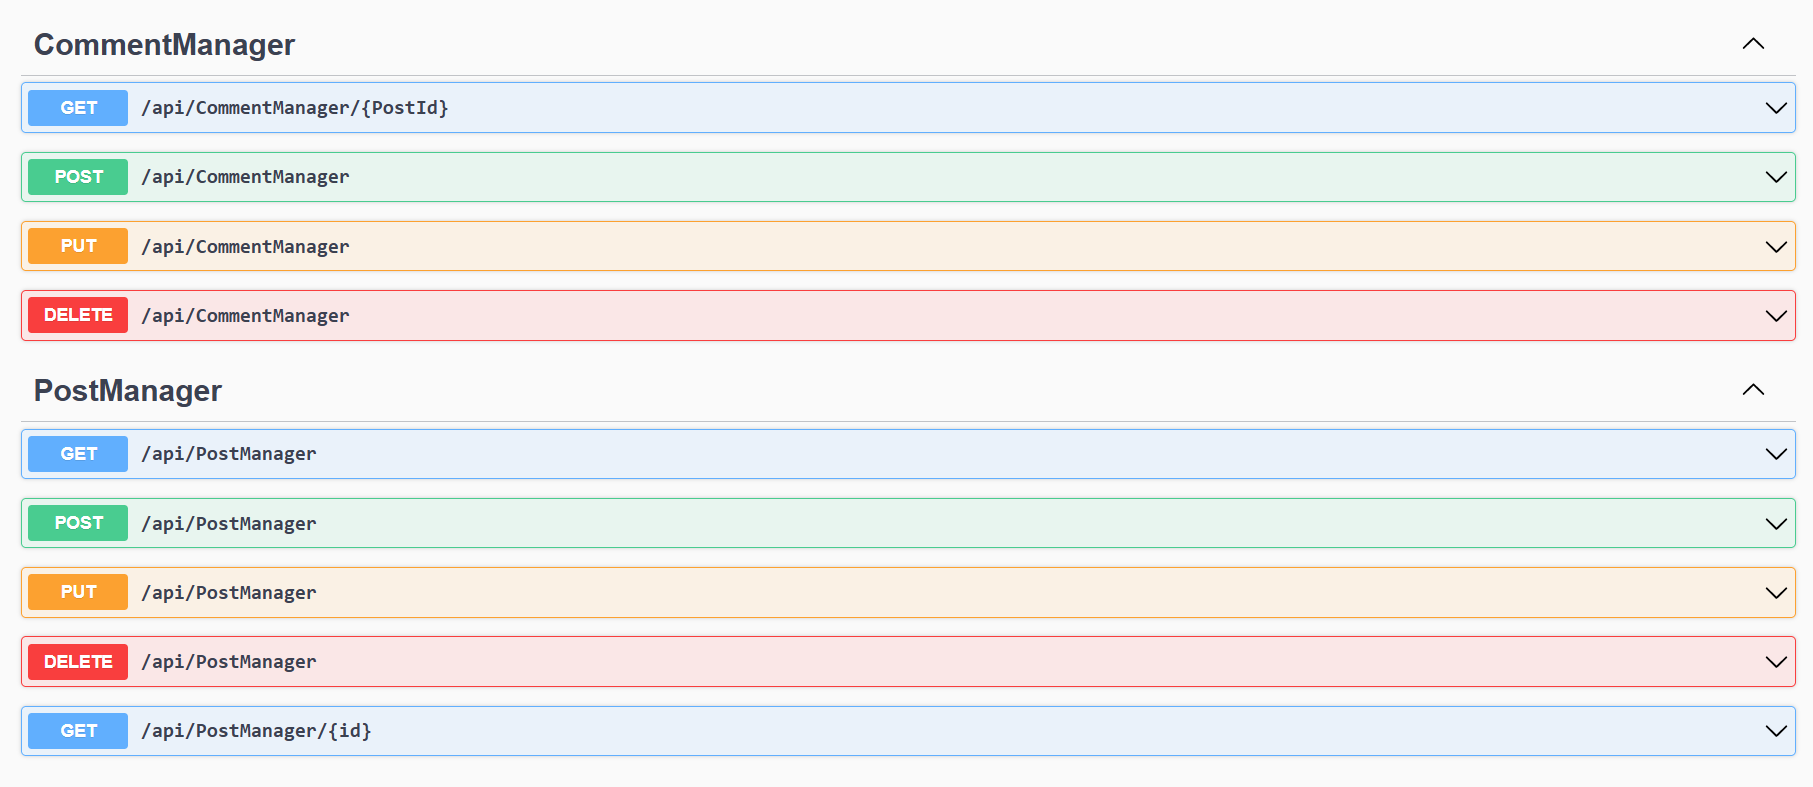 CommentManager
GET /api/CommentManager/{PostId}
POST /api/CommentManager
PUT /api/CommentManager
DELETE /api/CommentManager
PostManager
GET /api/PostManager
POST /api/PostManager
PUT /api/PostManager
DELETE /api/PostManager
GET /api/PostManager/{id}